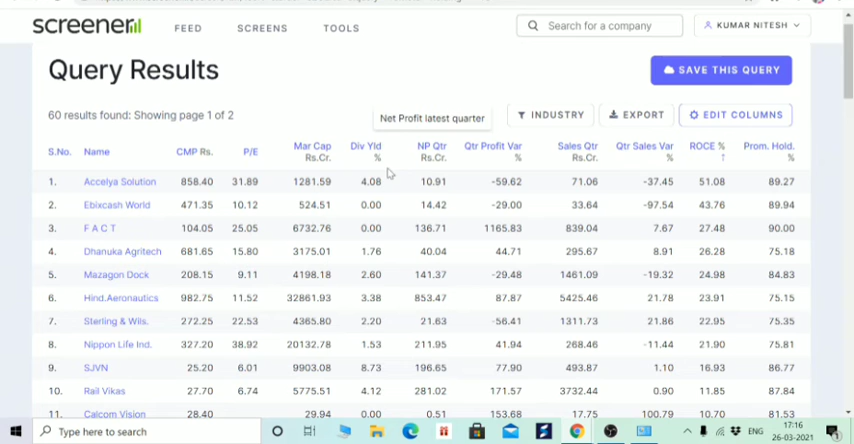 screener
FEED
SCREENS
TOOLS
Search for a company
KUMAR NITESH
Query Results
SAVE THIS QUERY
60 results found: Showing page 1 of 2
Net Profit latest quarter
INDUSTRY
EXPORT
EDIT COLUMNS
S.No. Name CMP Rs. P/E Mar Cap Rs.Cr. Div Yld % NP Qtr Rs.Cr. Qtr Profit Var % Sales Qtr Rs.Cr. Qtr Sales Var % ROCE % ↑ Prom. Hold. %
1. Accelya Solution 858.40 31.89 1281.59 4.08 10.91 -59.62 71.06 -37.45 51.08 89.27
2. Ebixcash World 471.35 10.12 524.51 0.00 14.42 -29.00 33.64 -97.54 43.76 89.94
3. F A C T 104.05 25.05 6732.76 0.00 136.71 1165.83 839.04 7.67 27.48 90.00
4. Dhanuka Agritech 681.65 15.80 3175.01 1.76 40.04 44.71 295.67 8.91 26.28 75.18
5. Mazagon Dock 208.15 9.11 4198.18 2.60 141.37 -29.48 1461.09 -19.32 24.98 84.83
6. Hind.Aeronautics 982.75 11.52 32861.93 3.38 853.47 87.87 5425.46 21.78 23.91 75.15
7. Sterling & Wils. 272.25 22.53 4365.80 2.20 21.63 -56.41 1311.73 21.86 22.95 75.35
8. Nippon Life Ind. 327.20 38.92 20132.78 1.53 211.95 41.94 268.46 -11.44 21.90 75.81
9. SJVN 25.20 6.01 9903.08 8.73 196.65 77.90 493.87 1.10 16.93 86.77
10. Rail Vikas 27.70 6.74 5775.51 4.12 281.02 171.57 3732.44 0.90 11.85 87.84
11. Calcom Vision 28.40 29.94 0.00 0.51 153.68 17.75 100.79 10.70 81.53
Type here to search
ENG
17:16
26-03-2021